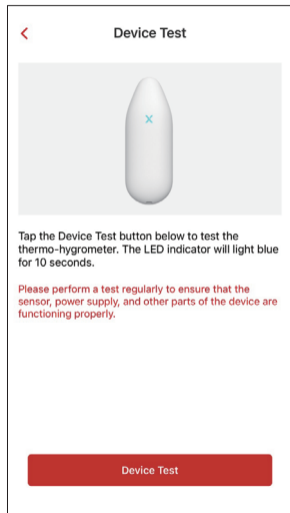 Device Test
Tap the Device Test button below to test the
thermo-hygrometer. The LED indicator will light blue
for 10 seconds.
Please perform a test regularly to ensure that the
sensor, power supply, and other parts of the device are
functioning properly.
Device Test